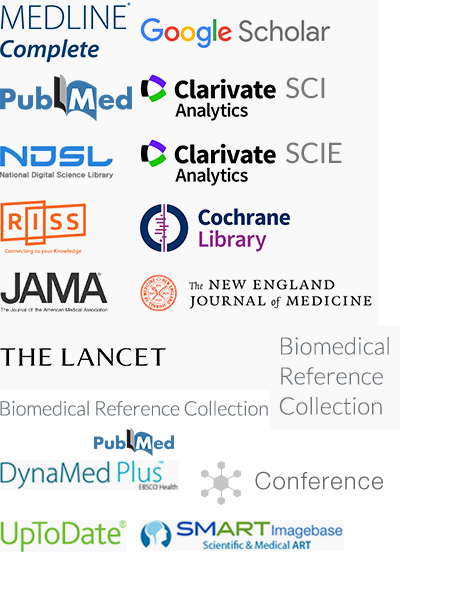 MEDLINE®
Complete
Google Scholar
PubMed
Clarivate SCI
Analytics
NDSL
National Digital Science Library
Clarivate SCIE
Analytics
RISS
Connecting to your Knowledge
Cochrane
Library
JAMA®
The Journal of the American Medical Association
The NEW ENGLAND
JOURNAL of MEDICINE
THE LANCET
Biomedical
Reference
Collection
Biomedical Reference Collection
PubMed
DynaMed Plus™
EBSCO Health
Conference
UpToDate®
SMART Imagebase
Scientific & Medical ART